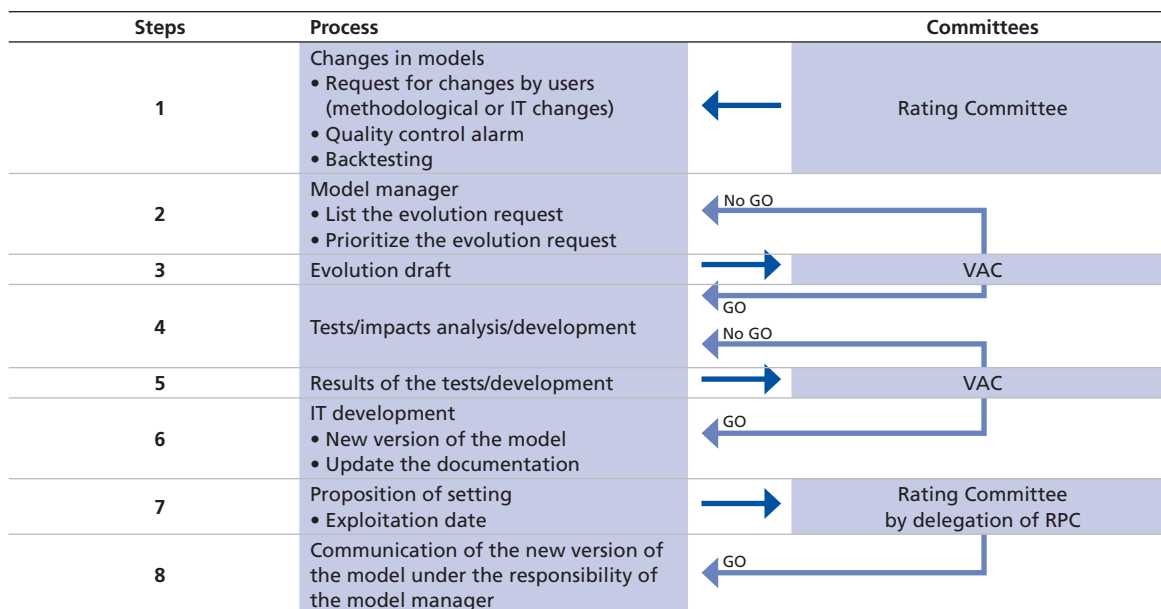 Steps Process Committees
Changes in models
• Request for changes by users
(methodological or IT changes)
1 Rating Committee
• Quality control alarm
• Backtesting
Model manager
No GO
2 • List the evolution request
• Prioritize the evolution request
3 Evolution draft VAC
GO
4 Tests/impacts analysis/development
No GO
5 Results of the tests/development VAC
IT development
GO
6 • New version of the model
• Update the documentation
Proposition of setting Rating Committee
7
• Exploitation date by delegation of RPC
Communication of the new version of
GO
8 the model under the responsibility of
the model manager